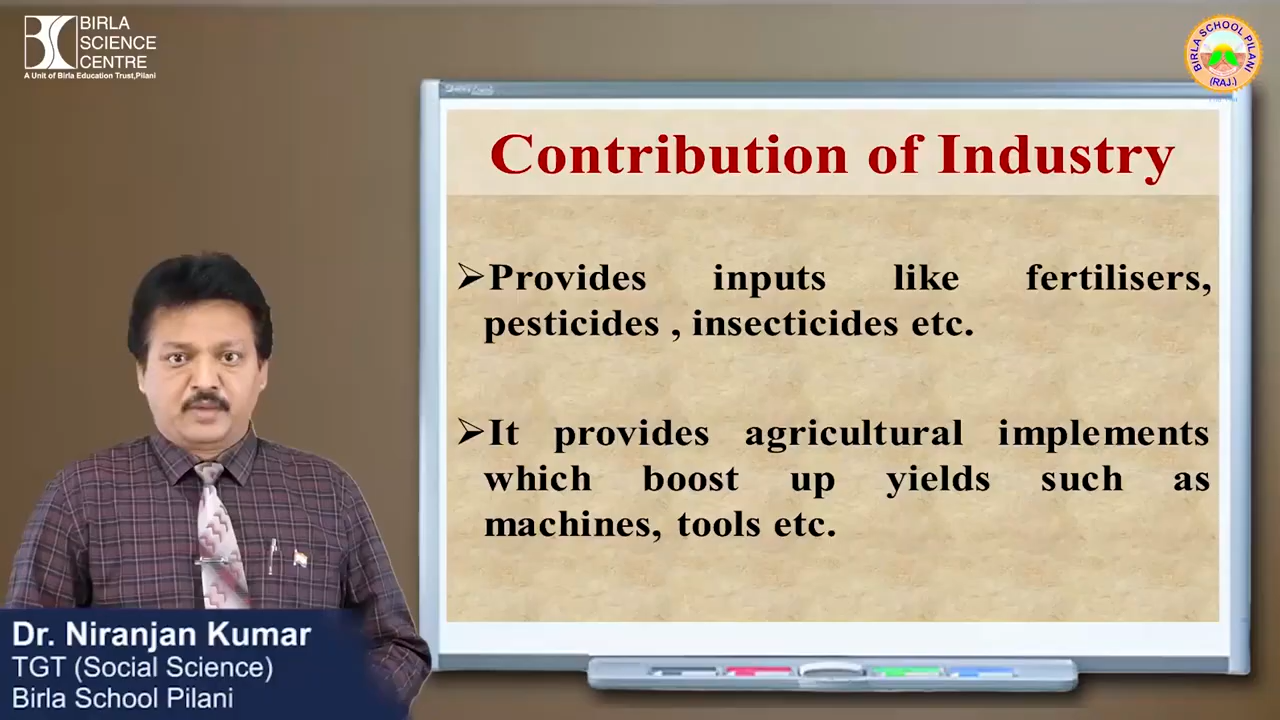 BIRLA
SCIENCE
CENTRE
A Unit of Birla Education Trust,Pilani
BIRLA SCHOOL PILANI
(RAJ.)
Contribution of Industry
➢Provides inputs like fertilisers,
pesticides , insecticides etc.
➢It provides agricultural implements
which boost up yields such as
machines, tools etc.
Dr. Niranjan Kumar
TGT (Social Science)
Birla School Pilani